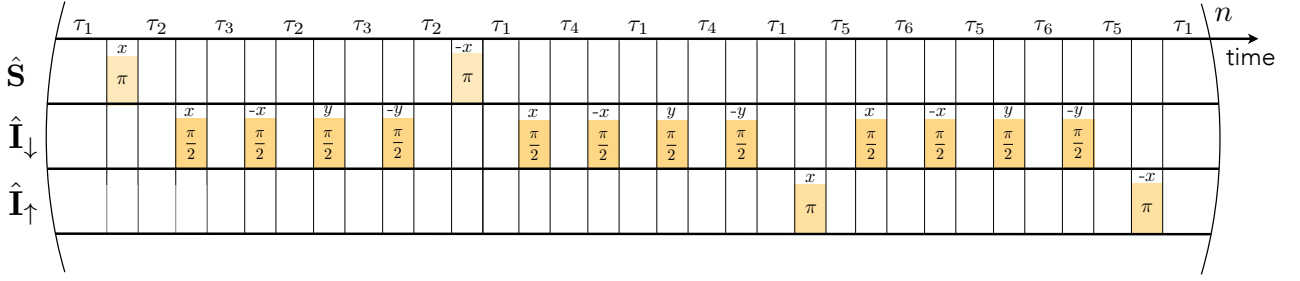 τ₁ τ₂ τ₃ τ₂ τ₃ τ₂ τ₁ τ₄ τ₁ τ₄ τ₁ τ₅ τ₆ τ₅ τ₆ τ₅ τ₁ n
time
x -x
Ŝ π π
x -x y -y x -x y -y x -x y -y
Î↓ π/2 π/2 π/2 π/2 π/2 π/2 π/2 π/2 π/2 π/2 π/2 π/2
x -x
Î↑ π π